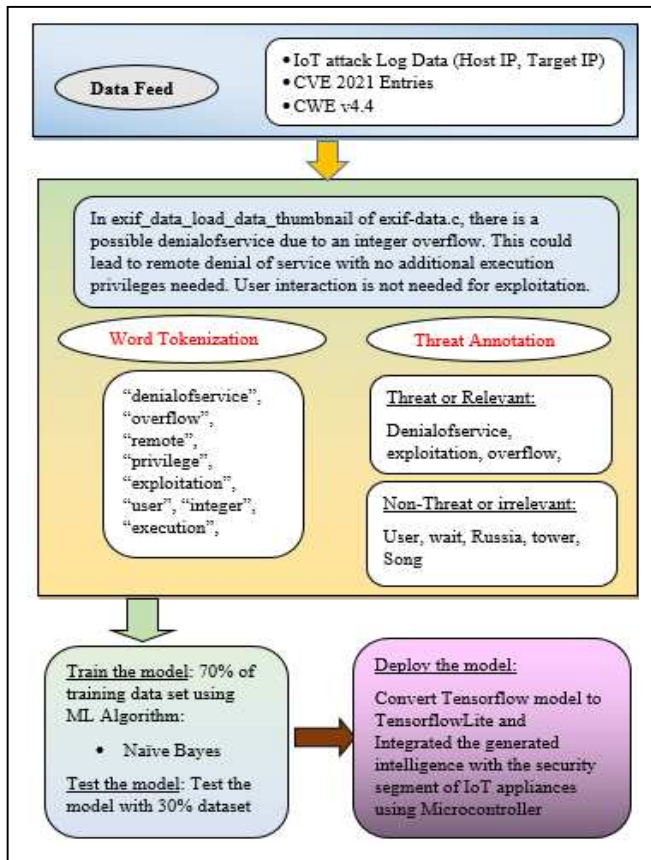 Data Feed
• IoT attack Log Data (Host IP, Target IP)
• CVE 2021 Entries
• CWE v4.4
In exif_data_load_data_thumbnail of exif-data.c, there is a
possible denialofservice due to an integer overflow. This could
lead to remote denial of service with no additional execution
privileges needed. User interaction is not needed for exploitation.
Word Tokenization
“denialofservice”,
“overflow”,
“remote”,
“privilege”,
“exploitation”,
“user”, “integer”,
“execution”,
Threat Annotation
Threat or Relevant:
Denialofservice,
exploitation, overflow,
Non-Threat or irrelevant:
User, wait, Russia, tower,
Song
Train the model: 70% of
training data set using
ML Algorithm:
• Naïve Bayes
Test the model: Test the
model with 30% dataset
Deploy the model:
Convert Tensorflow model to
TensorflowLite and
Integrated the generated
intelligence with the security
segment of IoT appliances
using Microcontroller